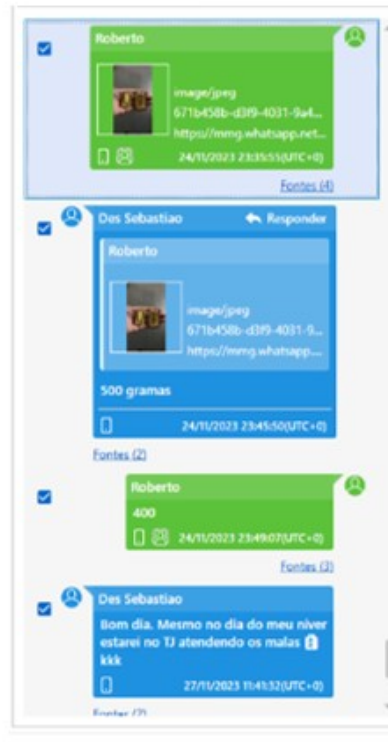 Roberto
image/jpeg
671b458b-d3f9-4031-9a4...
https://mmg.whatsapp.net...
24/11/2023 23:35:55(UTC+0)
Fontes (4)
Des Sebastiao
Responder
Roberto
image/jpeg
671b458b-d3f9-4031-9...
https://mmg.whatsapp....
500 gramas
24/11/2023 23:45:50(UTC+0)
Fontes (2)
Roberto
400
24/11/2023 23:49:07(UTC+0)
Fontes (3)
Des Sebastiao
Bom dia. Mesmo no dia do meu niver
estarei no TJ atendendo os malas
kkk
27/11/2023 11:41:32(UTC+0)
Fontes (2)